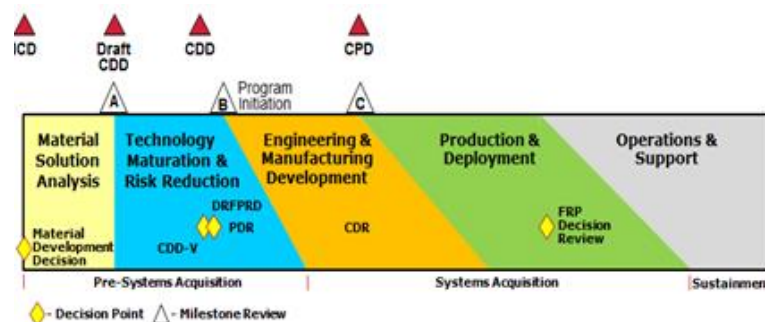 ICD
Draft
CDD
CDD
CPD
A
B
Program
Initiation
C
Material
Solution
Analysis
Technology
Maturation &
Risk Reduction
Engineering &
Manufacturing
Development
Production &
Deployment
Operations &
Support
Material
Development
Decision
CDD-V
DRFPRD
PDR
CDR
FRP
Decision
Review
Pre-Systems Acquisition
Systems Acquisition
Sustainmen
- Decision Point
- Milestone Review